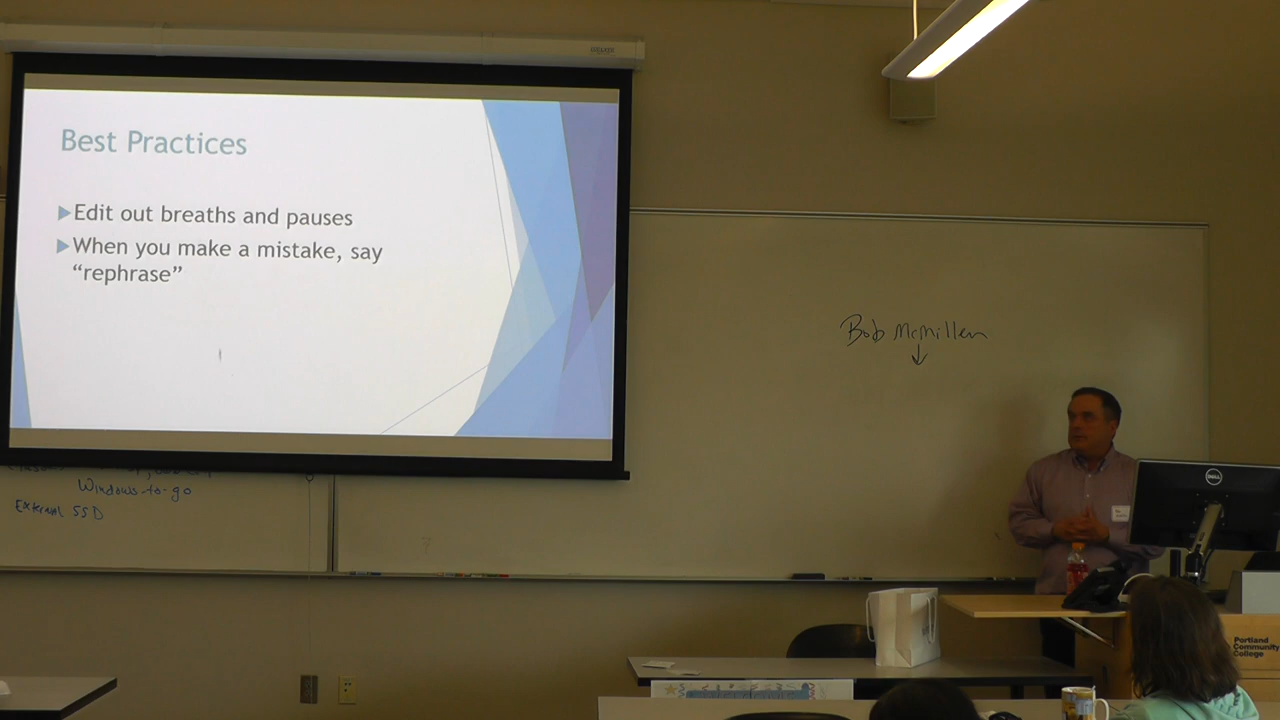 Best Practices
Edit out breaths and pauses
When you make a mistake, say
“rephrase”
Bob McMillen
Windows-to-go
External SSD
DELL
Portland
Community
College